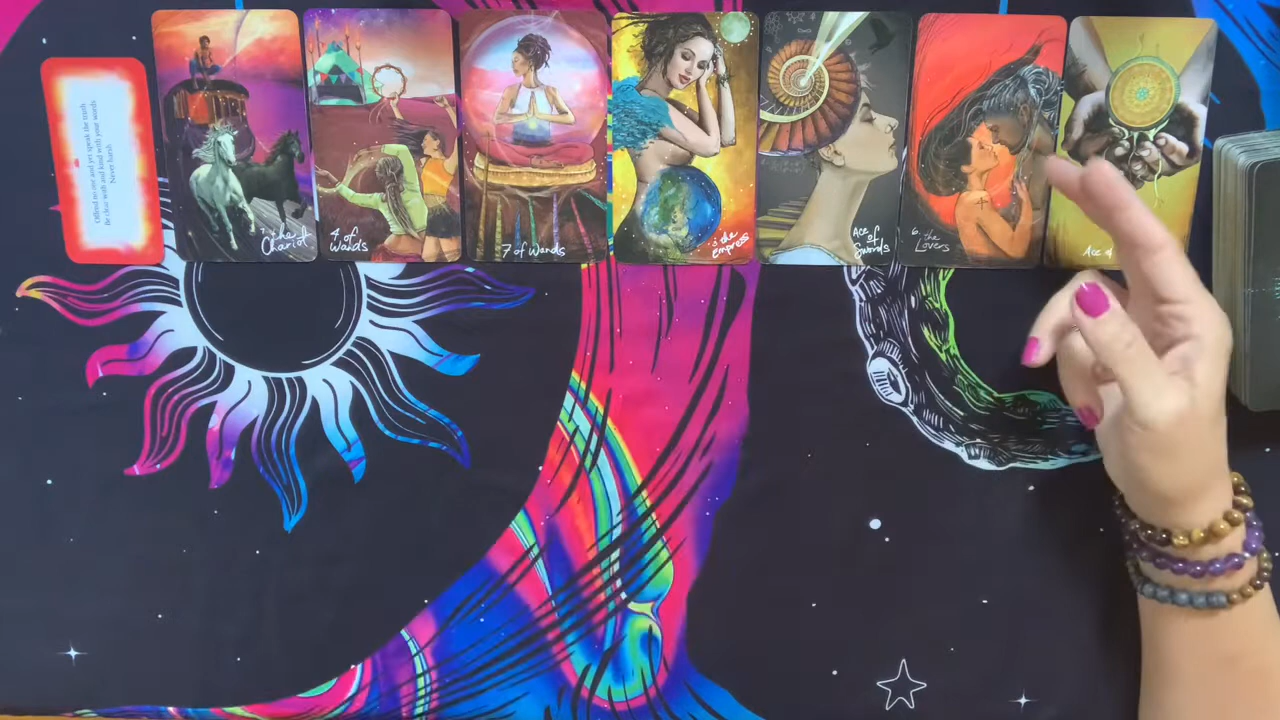 Offend no one and yet speak the truth
Be clear with and kind with your words
Never harsh
7. the
Chariot
4 of
Wands
7 of Wands
3 the
empress
Ace
of
Swords
6. the
Lovers
Ace